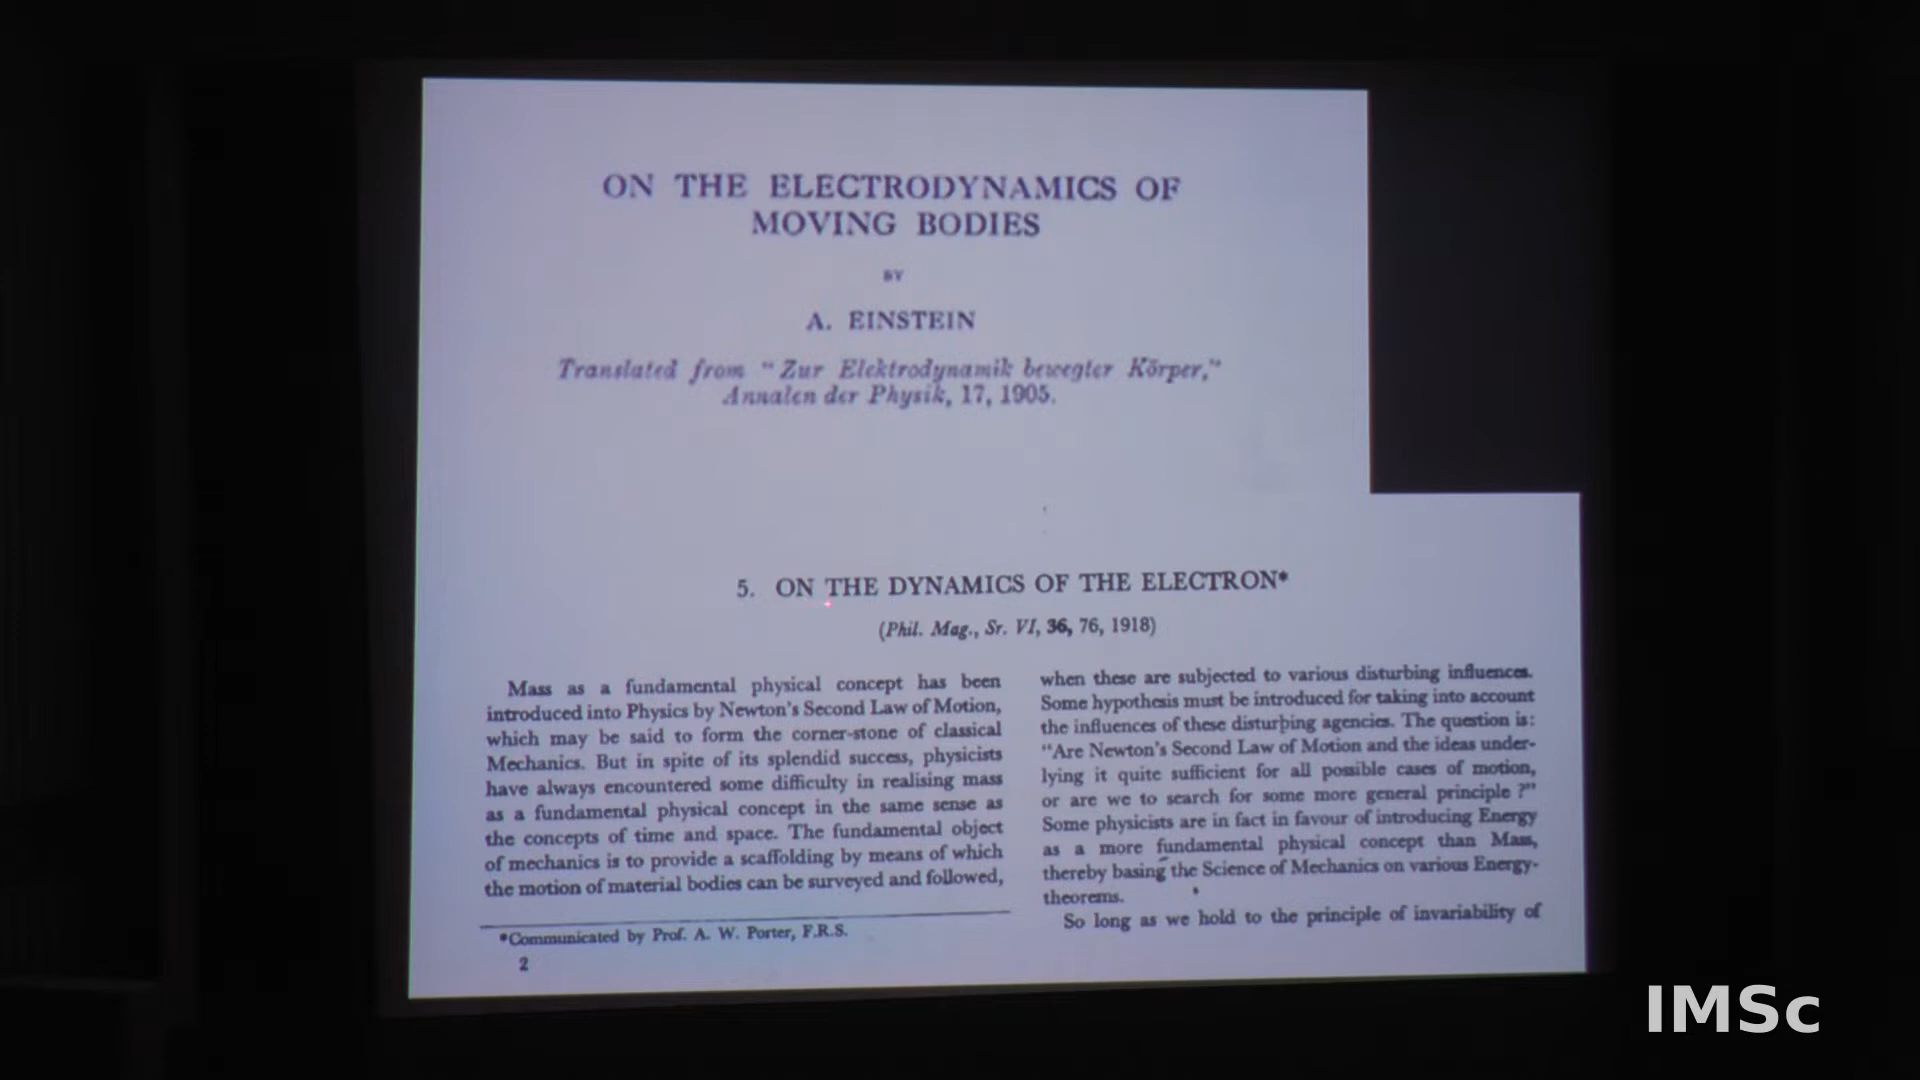 ON THE ELECTRODYNAMICS OF
MOVING BODIES
BY
A. EINSTEIN
Translated from "Zur Elektrodynamik bewegter Körper,"
Annalen der Physik, 17, 1905.
5. ON THE DYNAMICS OF THE ELECTRON*
(Phil. Mag., Sr. VI, 36, 76, 1918)
Mass as a fundamental physical concept has been
introduced into Physics by Newton's Second Law of Motion,
which may be said to form the corner-stone of classical
Mechanics. But in spite of its splendid success, physicists
have always encountered some difficulty in realising mass
as a fundamental physical concept in the same sense as
the concepts of time and space. The fundamental object
of mechanics is to provide a scaffolding by means of which
the motion of material bodies can be surveyed and followed,
*Communicated by Prof. A. W. Porter, F.R.S.
2
when these are subjected to various disturbing influences.
Some hypothesis must be introduced for taking into account
the influences of these disturbing agencies. The question is:
"Are Newton's Second Law of Motion and the ideas under-
lying it quite sufficient for all possible cases of motion,
or are we to search for some more general principle ?"
Some physicists are in fact in favour of introducing Energy
as a more fundamental physical concept than Mass,
thereby basing the Science of Mechanics on various Energy-
theorems.
So long as we hold to the principle of invariability of
IMSc